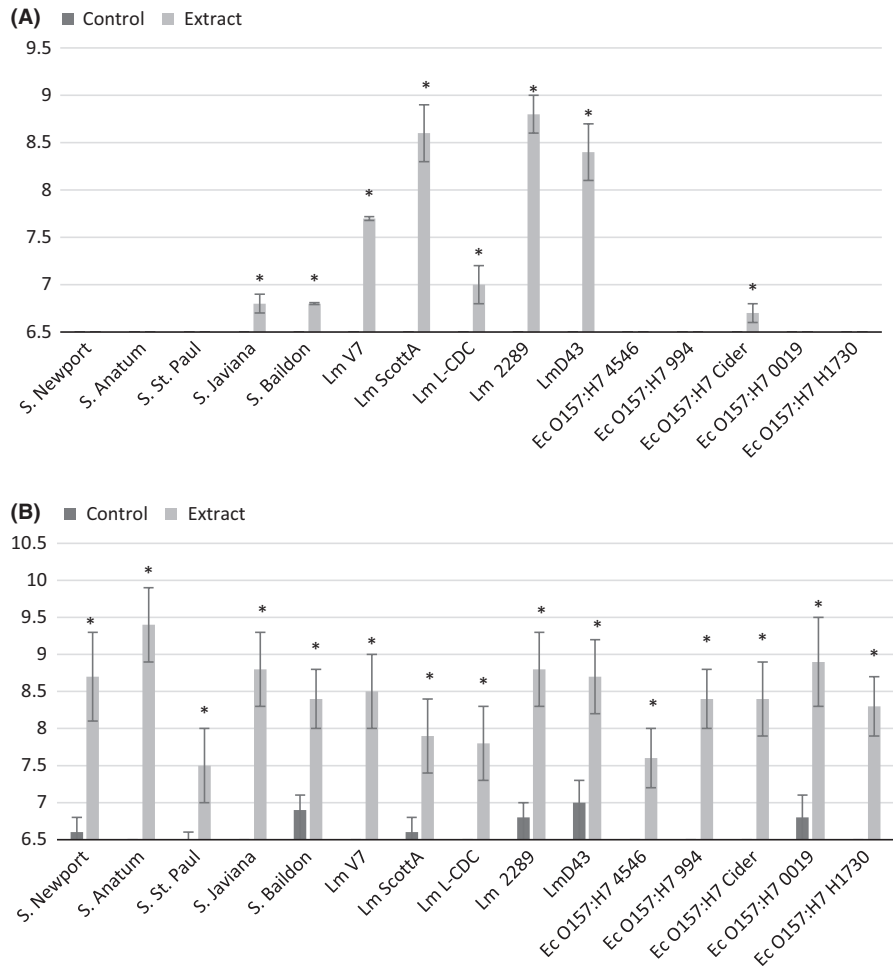 (A) Control Extract
9.5
*
9
*
*
8.5
8
*
7.5
*
7
* *
*
6.5
S. Newport
S. Anatum
S. St. Paul
S. Javiana
S. Baildon
Lm V7
Lm ScottA
Lm L-CDC
Lm 2289
LmD43
Ec O157:H7 4546
Ec O157:H7 994
Ec O157:H7 Cider
Ec O157:H7 0019
Ec O157:H7 H1730
(B) Control Extract
10.5
10
*
9.5
*
*
*
*
9
*
*
*
*
*
*
8.5
*
*
8
*
*
7.5
7
6.5
S. Newport
S. Anatum
S. St. Paul
S. Javiana
S. Baildon
Lm V7
Lm ScottA
Lm L-CDC
Lm 2289
LmD43
Ec O157:H7 4546
Ec O157:H7 994
Ec O157:H7 Cider
Ec O157:H7 0019
Ec O157:H7 H1730